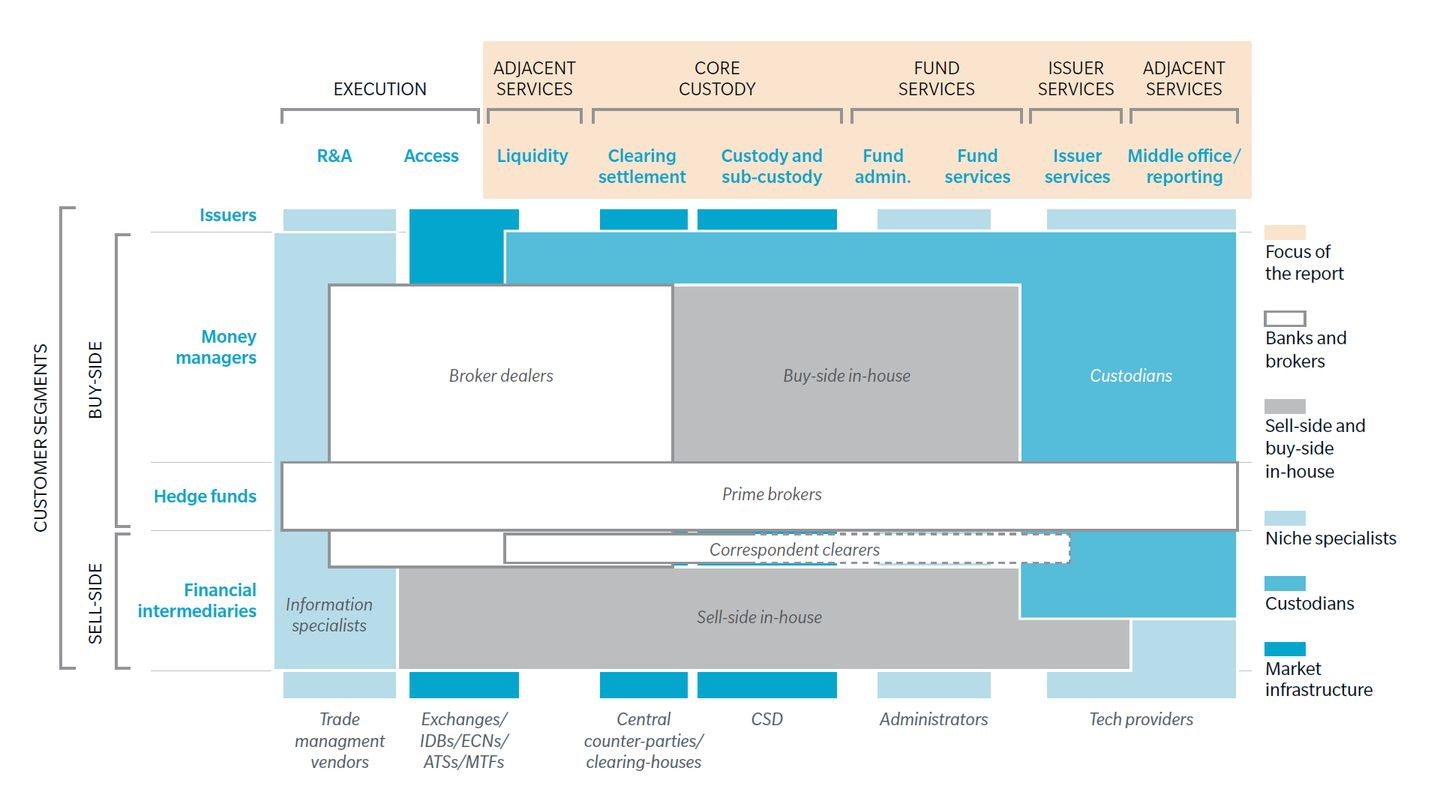 ADJACENT
SERVICES
CORE
CUSTODY
FUND
SERVICES
ISSUER
SERVICES
ADJACENT
SERVICES
EXECUTION
R&A
Access
Liquidity
Clearing
settlement
Custody and
sub-custody
Fund
admin.
Fund
services
Issuer
services
Middle office/
reporting
CUSTOMER SEGMENTS
BUY-SIDE
SELL-SIDE
Issuers
Money
managers
Hedge funds
Financial
intermediaries
Broker dealers
Buy-side in-house
Custodians
Prime brokers
Correspondent clearers
Information
specialists
Sell-side in-house
Trade
managment
vendors
Exchanges/
IDBs/ECNs/
ATSs/MTFs
Central
counter-parties/
clearing-houses
CSD
Administrators
Tech providers
Focus of
the report
Banks and
brokers
Sell-side and
buy-side
in-house
Niche specialists
Custodians
Market
infrastructure